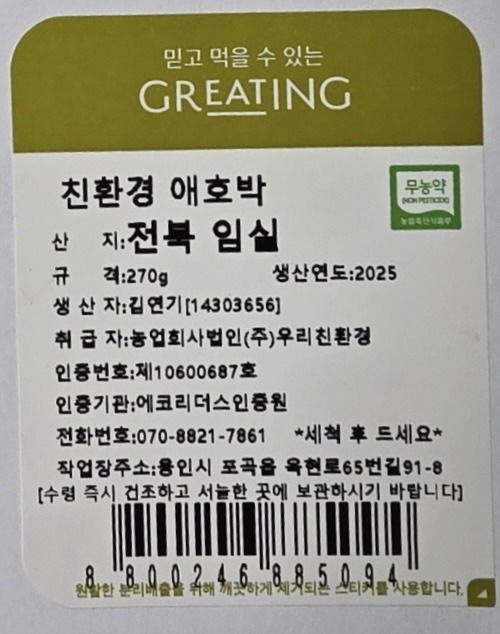 믿고 먹을 수 있는
GREATING
친환경 애호박
무농약
(NON PESTICIDE)
농림축산식품부
산 지:전북 임실
규 격:270g 생산연도:2025
생 산 자:김연기[14303656]
취 급 자:농업회사법인(주)우리친환경
인증번호:제10600687호
인증기관:에코리더스인증원
전화번호:070-8821-7861 *세척 후 드세요*
작업장주소:용인시 포곡읍 옥현로65번길91-8
[수령 즉시 건조하고 서늘한 곳에 보관하시기 바랍니다]
8 800246 885094
원활한 분리배출을 위해 깨끗하게 제거되는 스티커를 사용합니다.